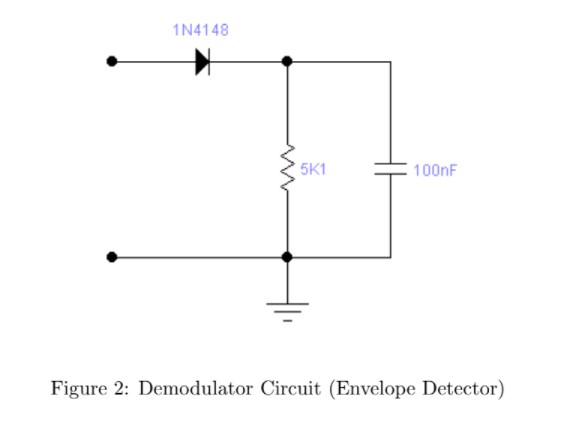 1N4148
5K1
100nF
Figure 2: Demodulator Circuit (Envelope Detector)